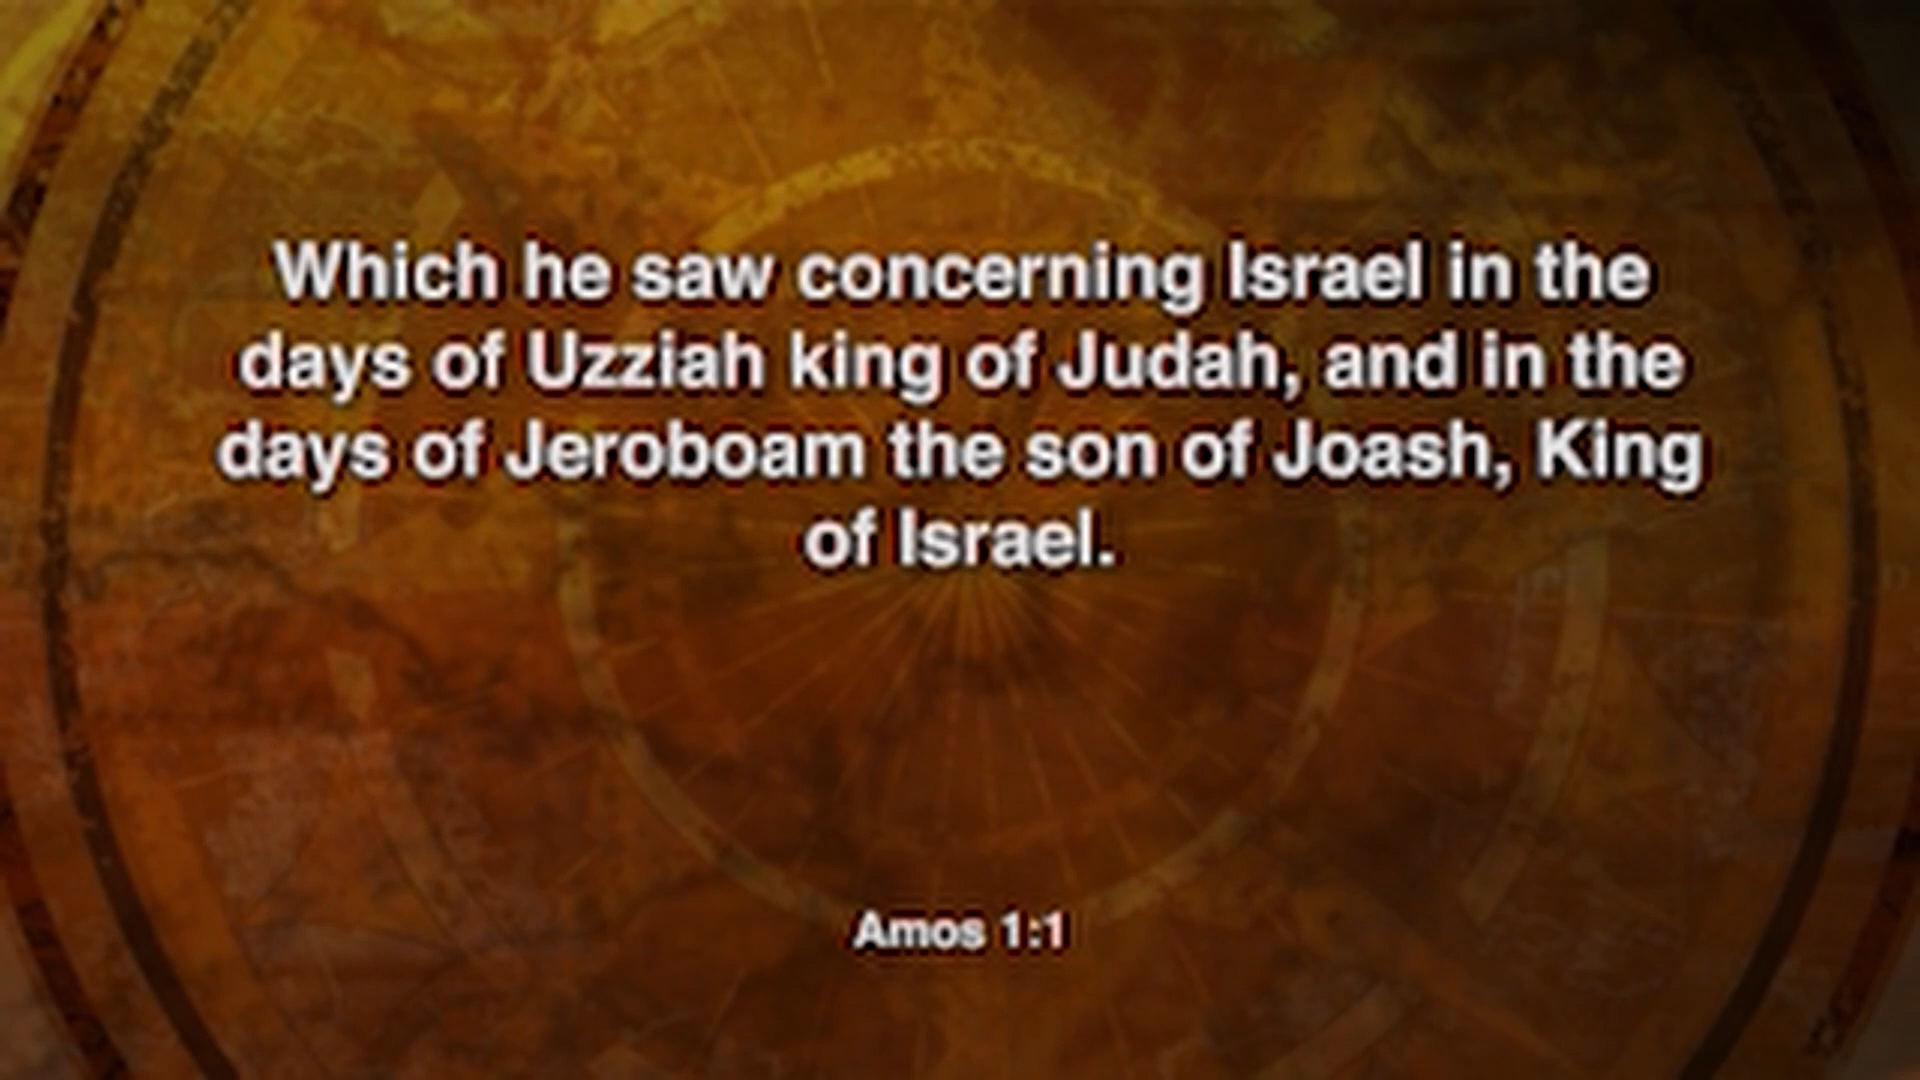 Which he saw concerning Israel in the
days of Uzziah king of Judah, and in the
days of Jeroboam the son of Joash, King
of Israel.
Amos 1:1